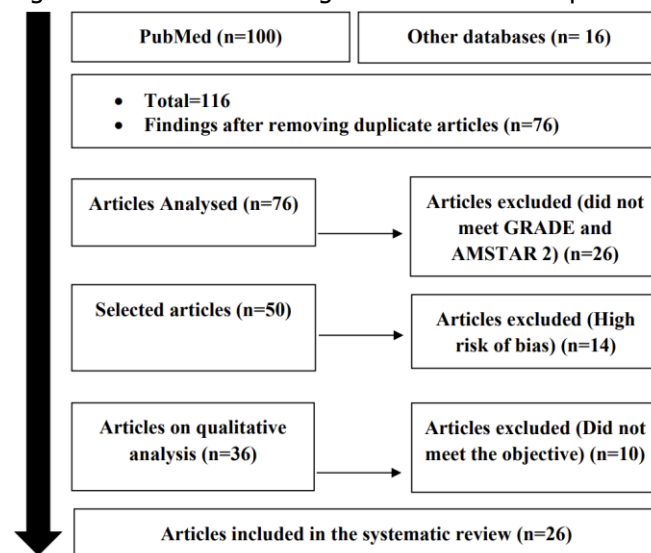 PubMed (n=100)
Other databases (n= 16)
• Total=116
• Findings after removing duplicate articles (n=76)
Articles Analysed (n=76)
Articles excluded (did not
meet GRADE and
AMSTAR 2) (n=26)
Selected articles (n=50)
Articles excluded (High
risk of bias) (n=14)
Articles on qualitative
analysis (n=36)
Articles excluded (Did not
meet the objective) (n=10)
Articles included in the systematic review (n=26)